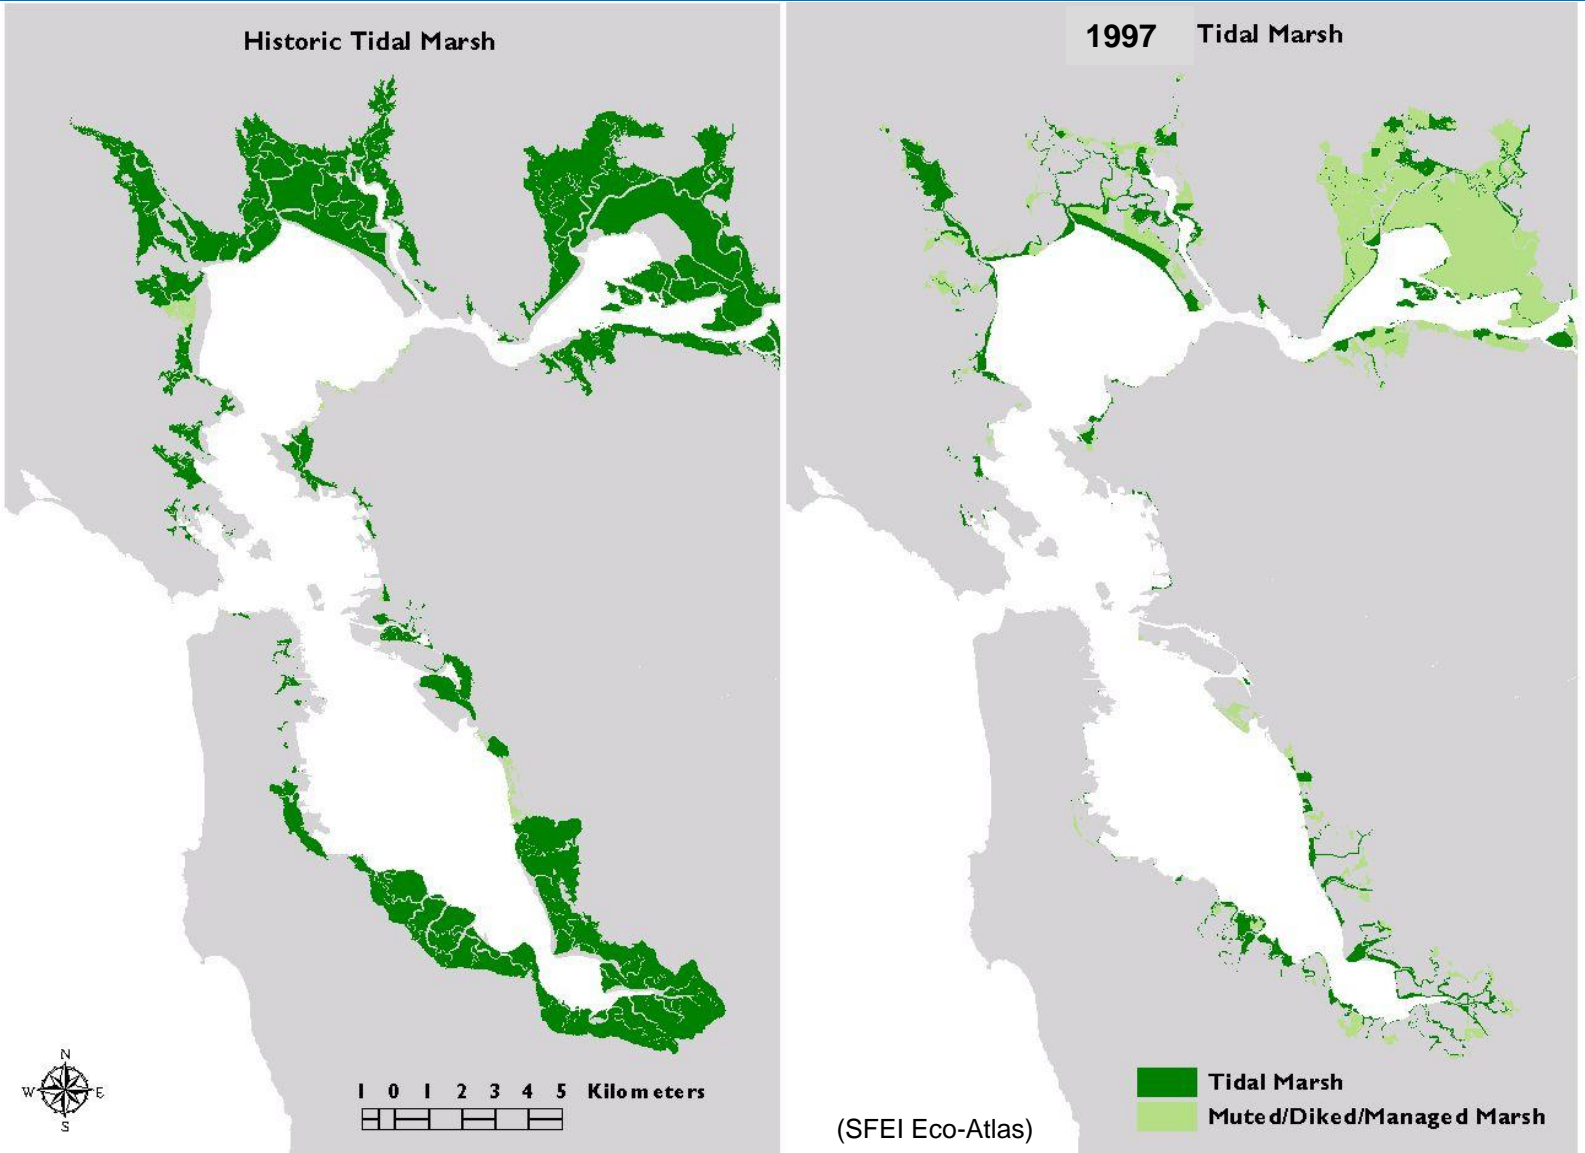 Historic Tidal Marsh
1997 Tidal Marsh
N
W E
S
1 0 1 2 3 4 5 Kilometers
(SFEI Eco-Atlas)
Tidal Marsh
Muted/Diked/Managed Marsh